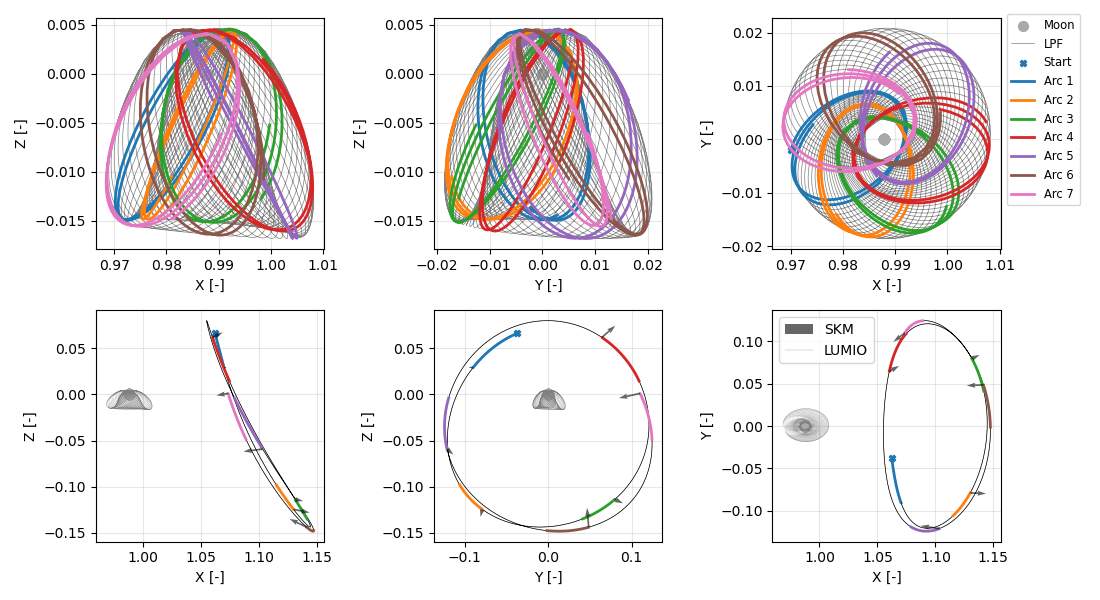 0.005
0.000
−0.005
−0.010
−0.015
Z [-]
0.97 0.98 0.99 1.00 1.01
X [-]
0.005
0.000
−0.005
−0.010
−0.015
Z [-]
−0.02 −0.01 0.00 0.01 0.02
Y [-]
0.02
0.01
0.00
−0.01
−0.02
Y [-]
0.97 0.98 0.99 1.00 1.01
X [-]
Moon
LPF
Start
Arc 1
Arc 2
Arc 3
Arc 4
Arc 5
Arc 6
Arc 7
0.05
0.00
−0.05
−0.10
−0.15
Z [-]
1.00 1.05 1.10 1.15
X [-]
0.05
0.00
−0.05
−0.10
−0.15
Z [-]
−0.1 0.0 0.1
Y [-]
SKM
LUMIO
0.10
0.05
0.00
−0.05
−0.10
Y [-]
1.00 1.05 1.10 1.15
X [-]